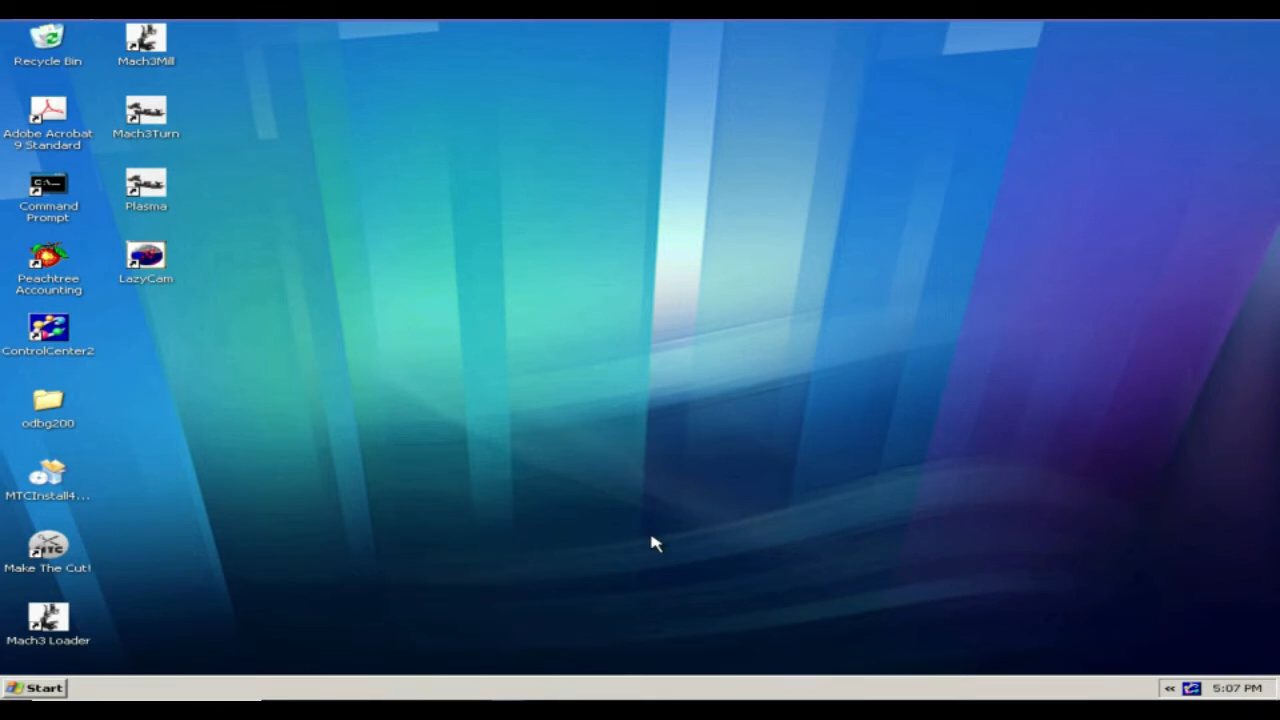 Recycle Bin
Mach3Mill
Adobe Acrobat
9 Standard
Mach3Turn
C:\_
Command
Prompt
Plasma
Peachtree
Accounting
LazyCam
ControlCenter2
odbg200
MTCInstall4...
MTC
Make The Cut!
Mach3 Loader
Start
«
5:07 PM